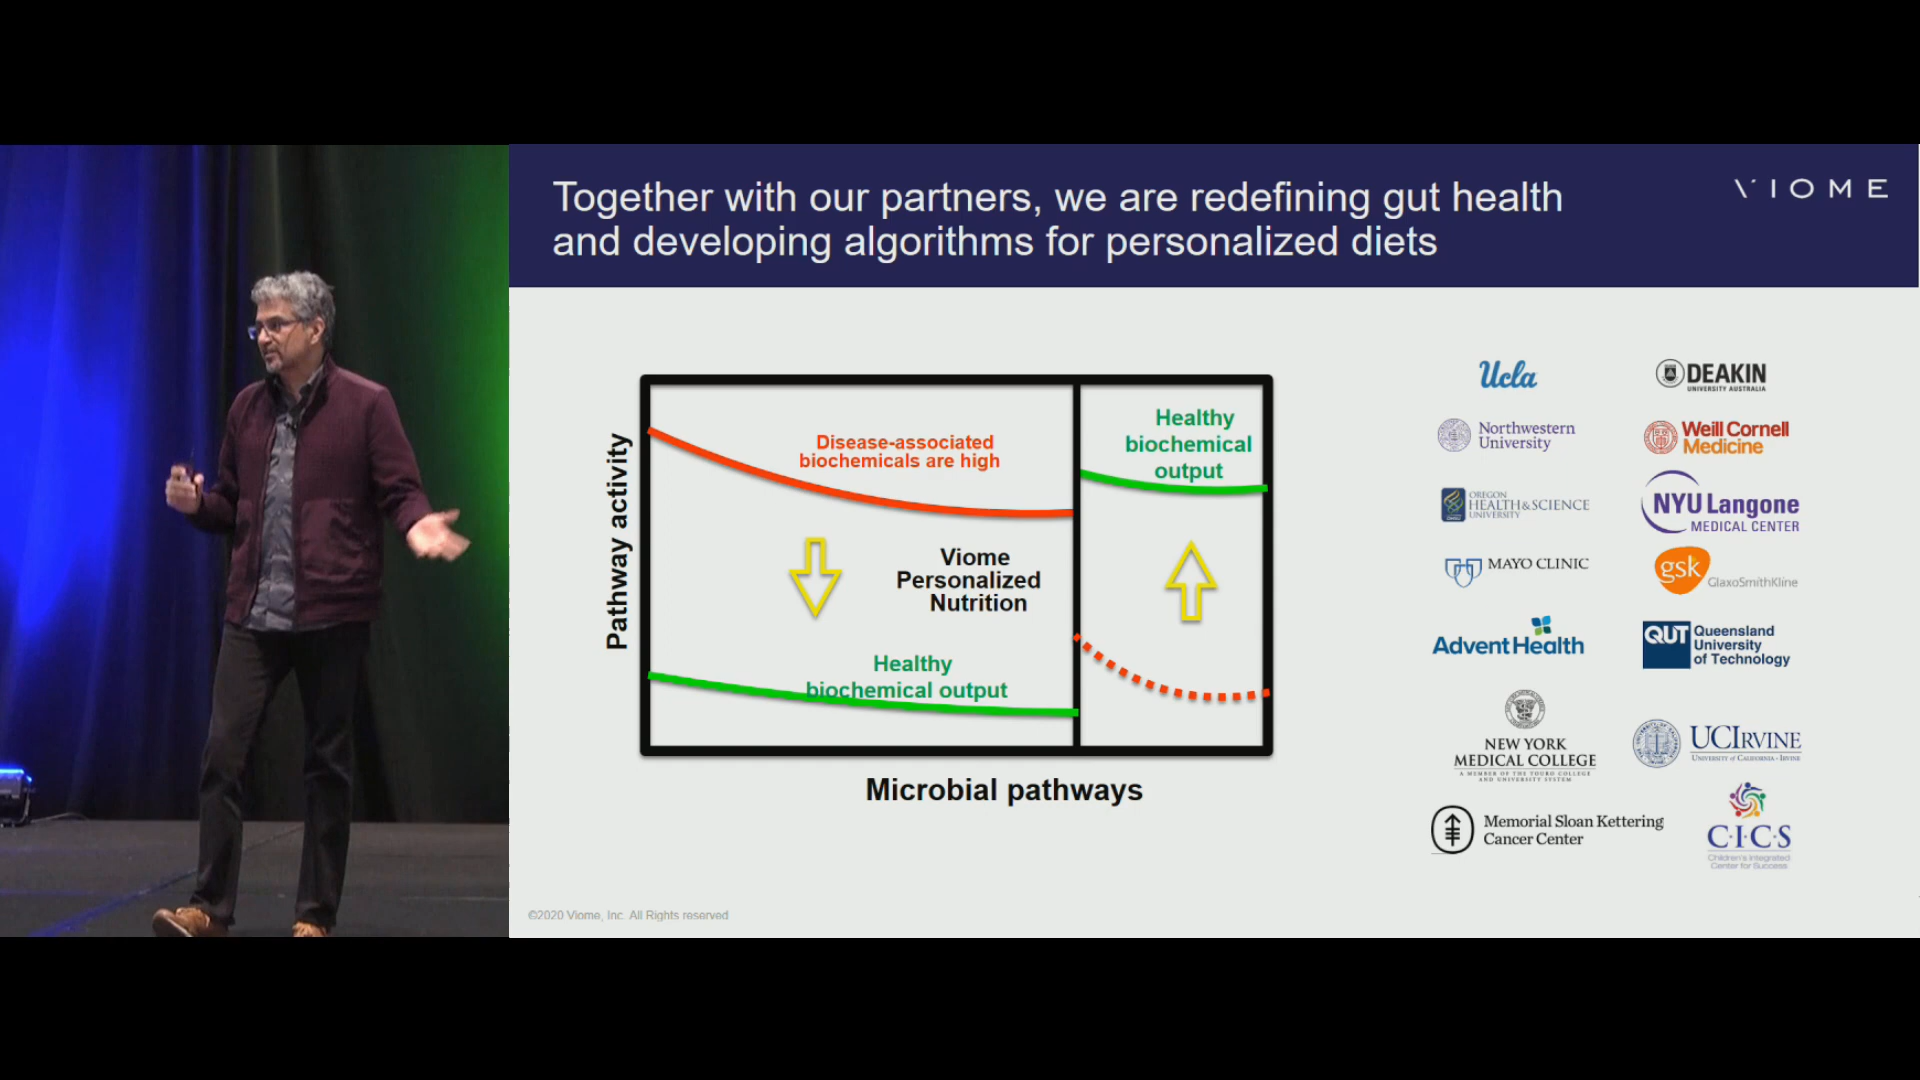 Together with our partners, we are redefining gut health
and developing algorithms for personalized diets
VIOME
Pathway activity
Disease-associated
biochemicals are high
Viome
Personalized
Nutrition
Healthy
biochemical output
Healthy
biochemical
output
Microbial pathways
Ucla
DEAKIN
UNIVERSITY AUSTRALIA
Northwestern
University
Weill Cornell
Medicine
OREGON
HEALTH & SCIENCE
UNIVERSITY
NYU Langone
MEDICAL CENTER
MAYO CLINIC
gsk
GlaxoSmithKline
AdventHealth
QUT
Queensland
University
of Technology
NEW YORK
MEDICAL COLLEGE
A MEMBER OF THE TOURO COLLEGE
AND UNIVERSITY SYSTEM
UCIRVINE
UNIVERSITY of CALIFORNIA · IRVINE
Memorial Sloan Kettering
Cancer Center
C·I·C·S
Children's Integrated
Center for Success
©2020 Viome, Inc. All Rights reserved